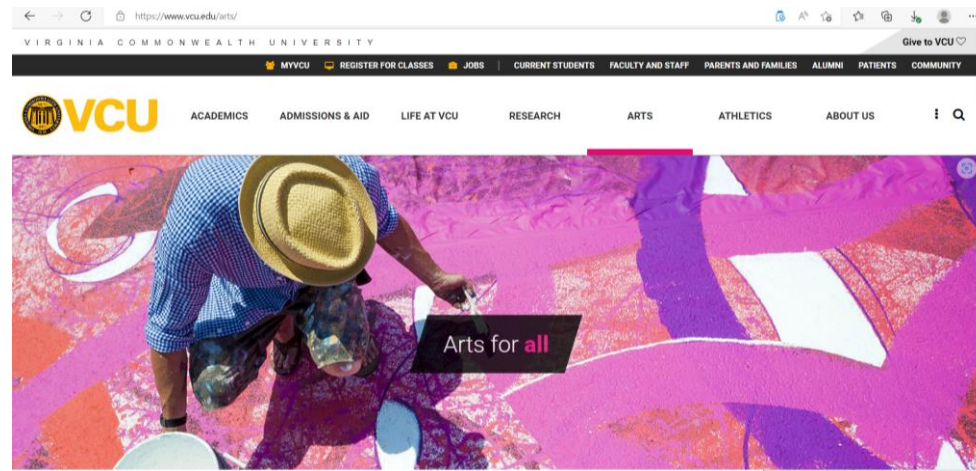 https://www.vcu.edu/arts/
VIRGINIA COMMONWEALTH UNIVERSITY
Give to VCU
MYVCU REGISTER FOR CLASSES JOBS | CURRENT STUDENTS FACULTY AND STAFF PARENTS AND FAMILIES ALUMNI PATIENTS COMMUNITY
VCU ACADEMICS ADMISSIONS & AID LIFE AT VCU RESEARCH ARTS ATHLETICS ABOUT US
Arts for all